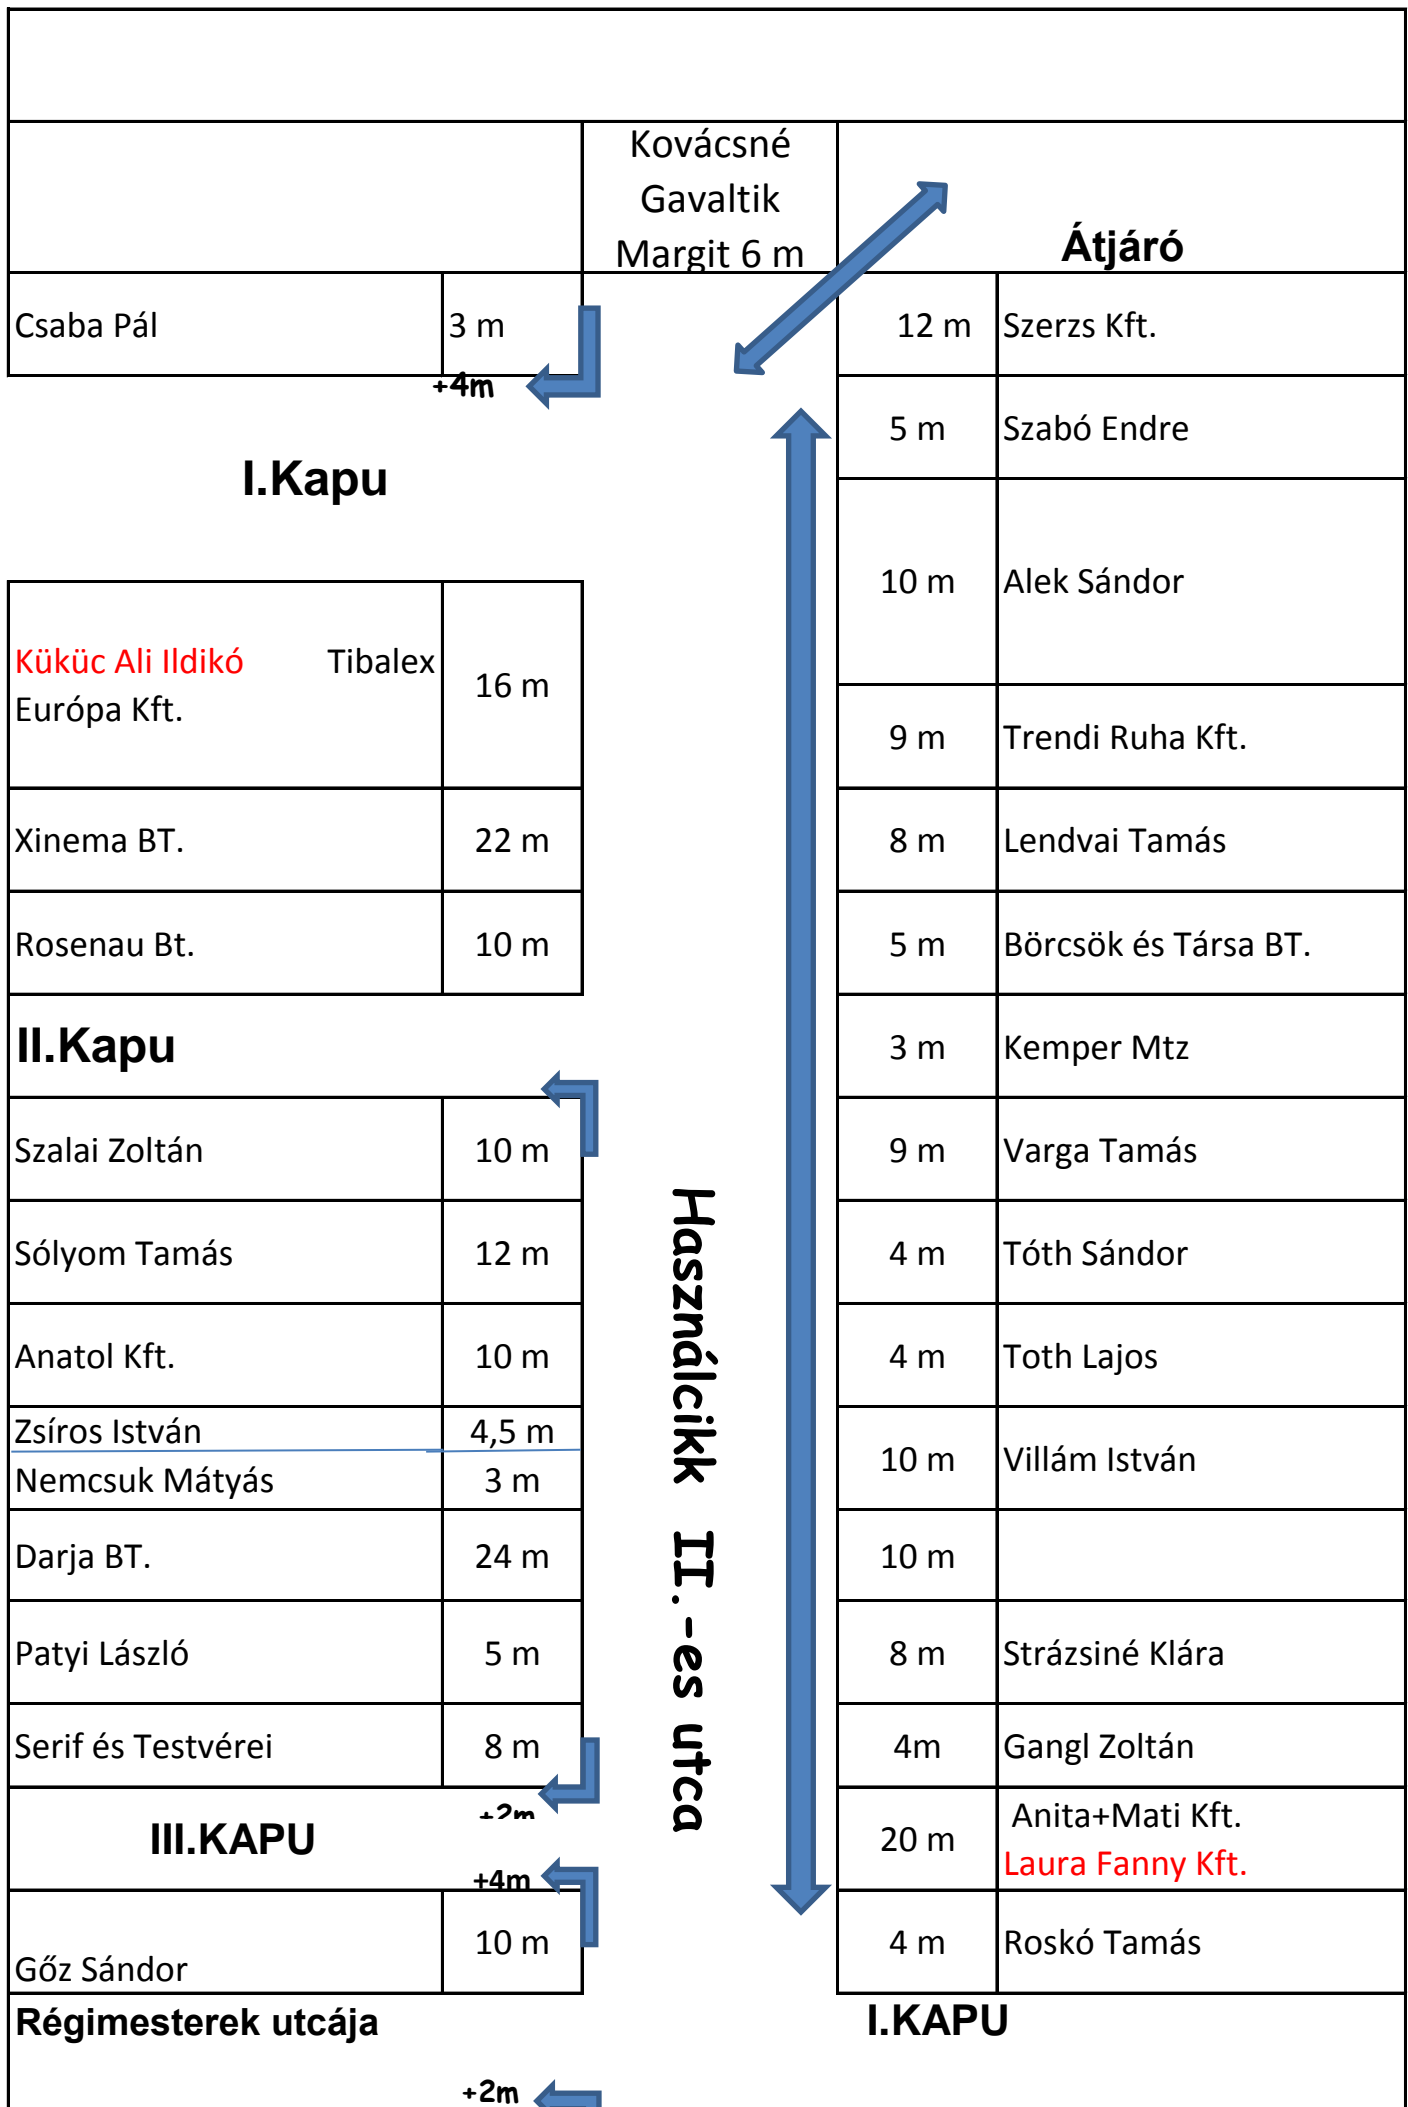 Kovácsné
Gavaltik
Margit 6 m
Átjáró
Csaba Pál 3 m
12 m Szerzs Kft.
+4m
5 m Szabó Endre
I.Kapu
10 m Alek Sándor
Küküc Ali Ildikó Tibalex
Európa Kft.
16 m
9 m Trendi Ruha Kft.
Xinema BT. 22 m
8 m Lendvai Tamás
Rosenau Bt. 10 m
5 m Börcsök és Társa BT.
II.Kapu
3 m Kemper Mtz
Szalai Zoltán 10 m
9 m Varga Tamás
Sólyom Tamás 12 m
4 m Tóth Sándor
Anatol Kft. 10 m
4 m Toth Lajos
Zsíros István 4,5 m
Nemcsuk Mátyás 3 m
10 m Villám István
Darja BT. 24 m
10 m
Patyi László 5 m
8 m Strázsiné Klára
Serif és Testvérei 8 m
4m Gangl Zoltán
Használcikk II.-es utca
+2m
III.KAPU
+4m
20 m
Anita+Mati Kft.
Laura Fanny Kft.
Gőz Sándor 10 m
4 m Roskó Tamás
Régimesterek utcája
I.KAPU
+2m